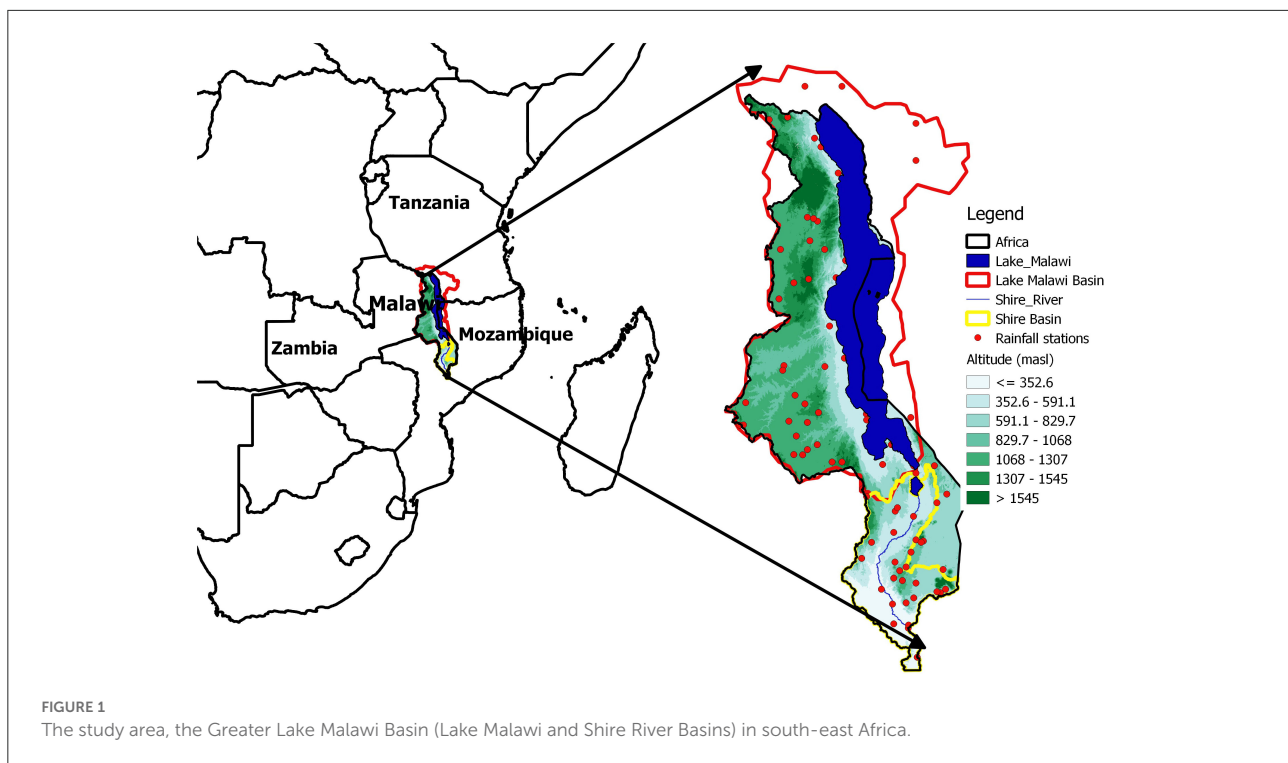 Tanzania
Malawi
Mozambique
Zambia
Legend
Africa
Lake_Malawi
Lake Malawi Basin
Shire_River
Shire Basin
Rainfall stations
Altitude (masl)
<= 352.6
352.6 - 591.1
591.1 - 829.7
829.7 - 1068
1068 - 1307
1307 - 1545
> 1545
FIGURE 1
The study area, the Greater Lake Malawi Basin (Lake Malawi and Shire River Basins) in south-east Africa.